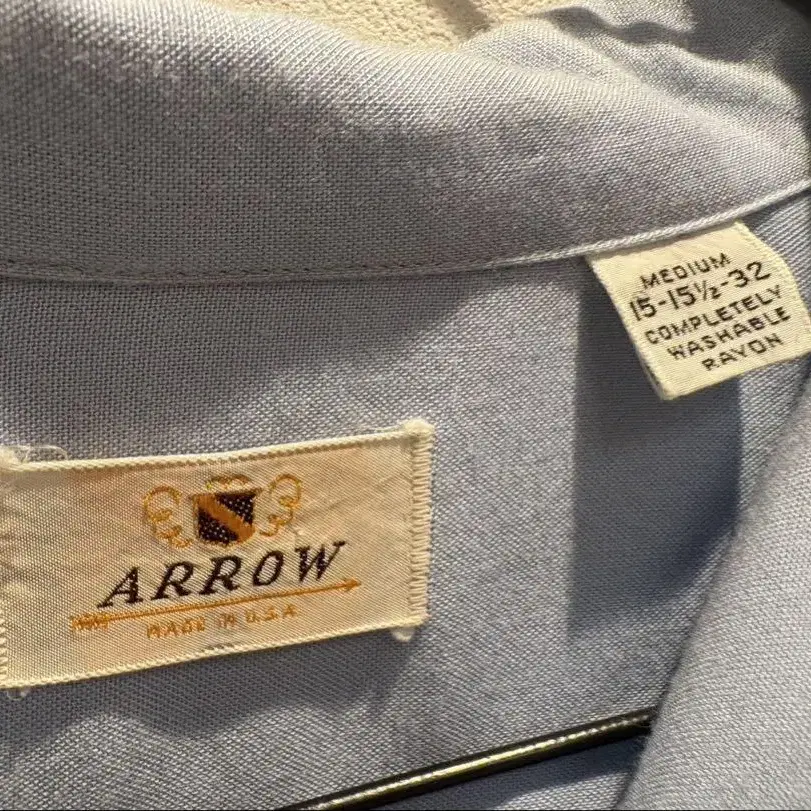 MEDIUM
15-15½-32
COMPLETELY
WASHABLE
RAYON
ARROW
MADE IN U.S.A